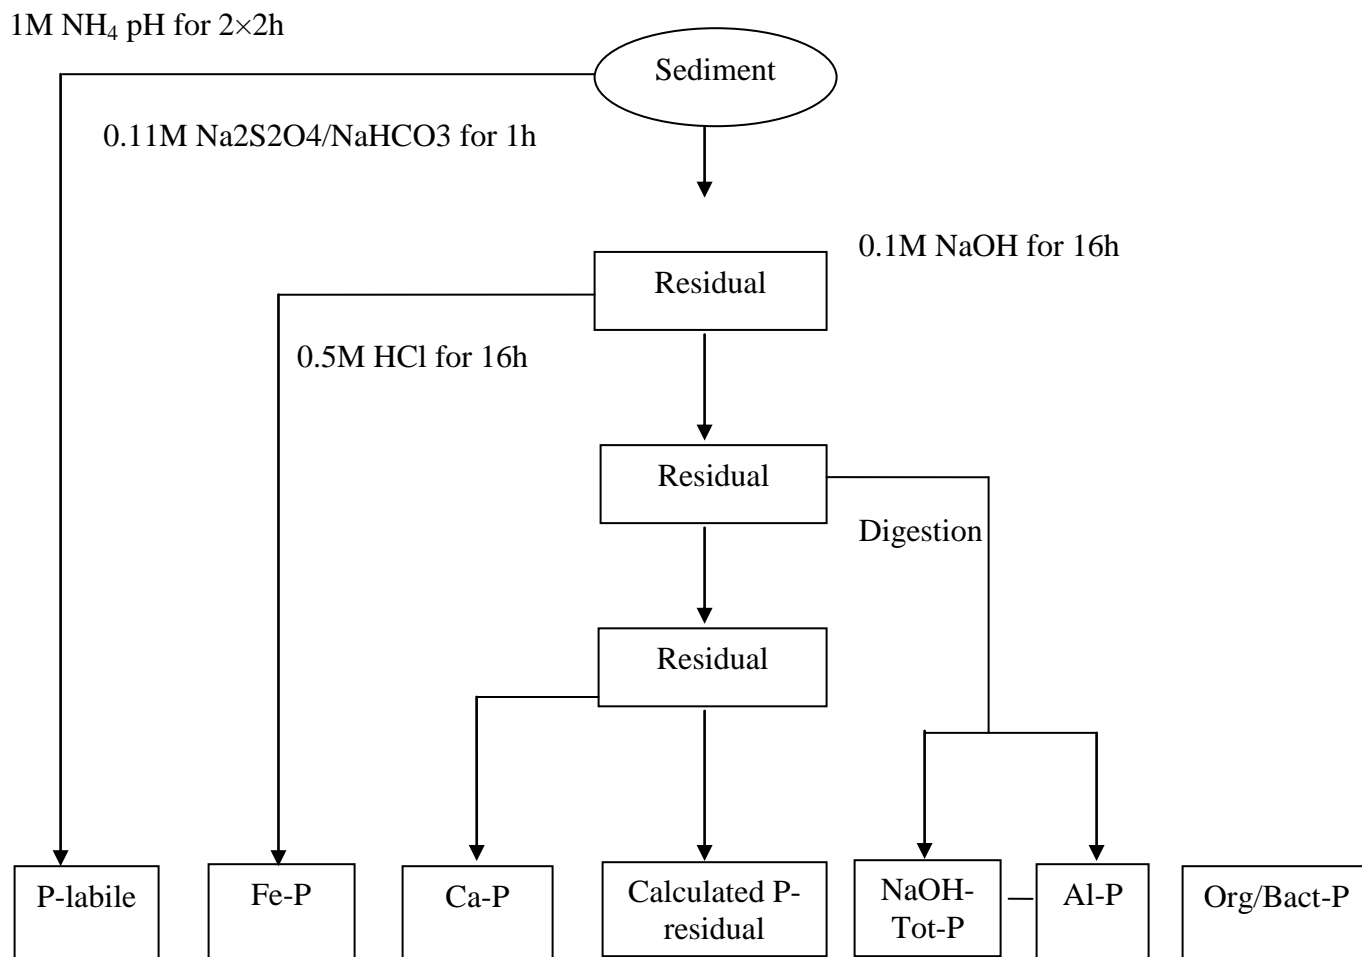 1M NH₄ pH for 2×2h
Sediment
0.11M Na2S2O4/NaHCO3 for 1h
0.1M NaOH for 16h
Residual
0.5M HCl for 16h
Residual
Digestion
Residual
P-labile
Fe-P
Ca-P
Calculated P-
residual
NaOH-
Tot-P
Al-P
Org/Bact-P